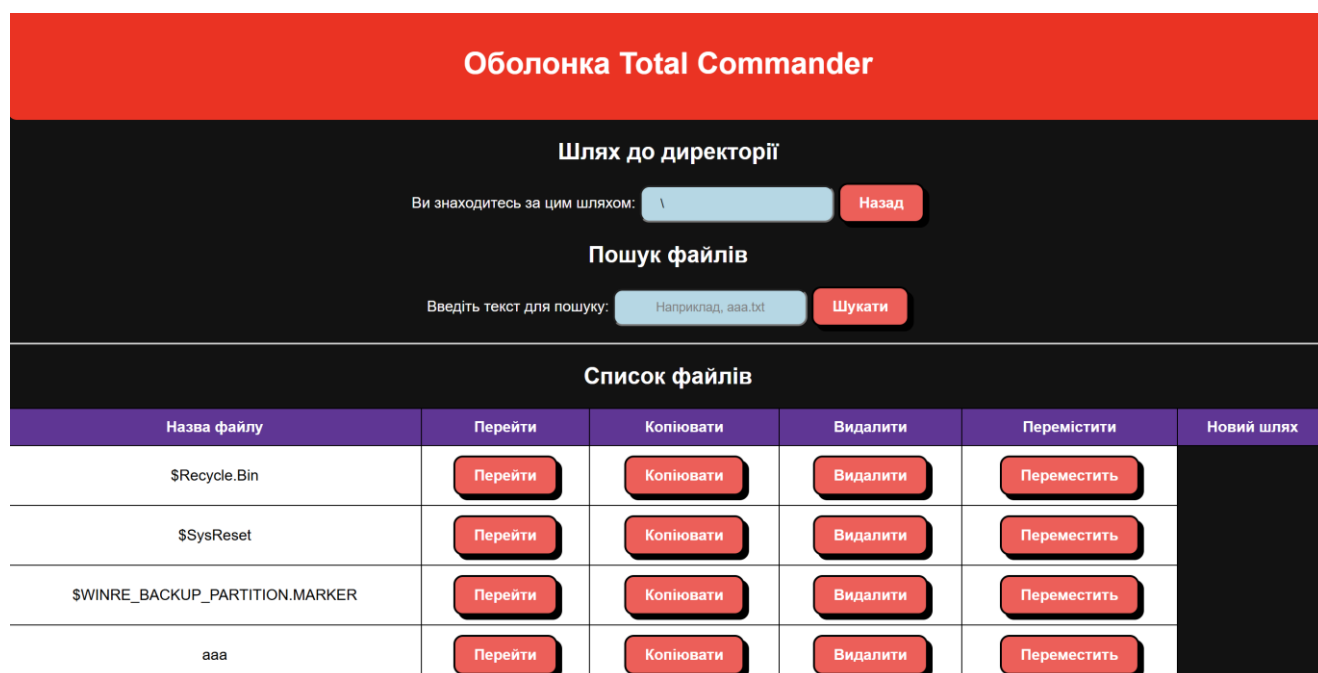 Оболонка Total Commander
Шлях до директорії
Ви знаходитесь за цим шляхом: \ Назад
Пошук файлів
Введіть текст для пошуку: Наприклад, aaa.txt Шукати
Список файлів
Назва файлу Перейти Копіювати Видалити Перемістити Новий шлях
$Recycle.Bin Перейти Копіювати Видалити Переместить
$SysReset Перейти Копіювати Видалити Переместить
$WINRE_BACKUP_PARTITION.MARKER Перейти Копіювати Видалити Переместить
aaa Перейти Копіювати Видалити Переместить